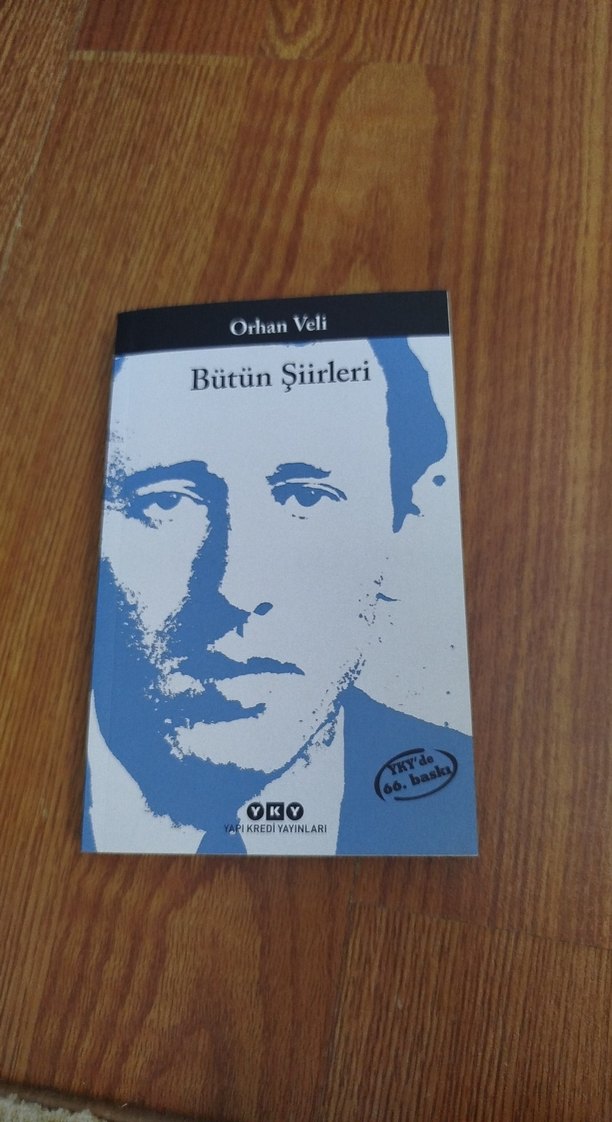 Orhan Veli
Bütün Şiirleri
YKY'de
66. baskı
YKY
YAPI KREDİ YAYINLARI